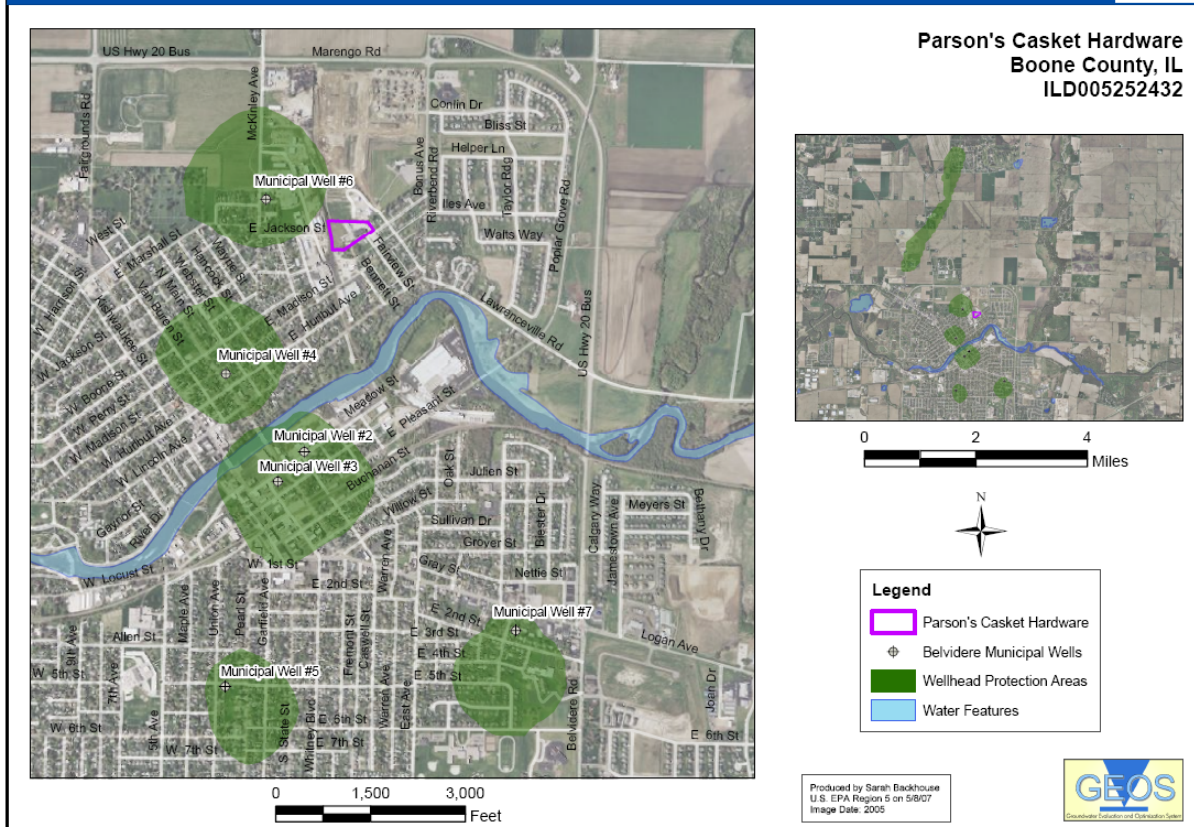 Parson's Casket Hardware
Boone County, IL
ILD005252432
US Hwy 20 Bus
Marengo Rd
Fairgrounds Rd
McKinley Ave
Conlin Dr
Bliss St
Helper Ln
Bonus Ave
Riverbend Rd
Taylor Rdg
Iles Ave
Walts Way
Poplar Grove Rd
Municipal Well #6
E Jackson St
West St
E Marshall St
Wayne St
Hancock St
Webster St
N Main St
Van Buren St
Kishwaukee St
W Harrison St
W Jackson St
W Boone St
W Perry St
W Madison St
W Hurlbut Ave
W Lincoln Ave
E Madison St
E Hurlbut Ave
Fairview St
Bennett St
Lawrenceville Rd
US Hwy 20 Bus
Municipal Well #4
Meadow St
E Pleasant St
Municipal Well #2
Municipal Well #3
Buchanan St
Willow St
Oak St
Julien St
Sullivan Dr
Grover St
Biester Dr
Calgary Way
Jamestown Ave
Meyers St
Bethany Dr
Gaynor St
River Dr
W Locust St
W 1st St
E 2nd St
Warren Ave
Gray St
Nettie St
Municipal Well #7
E 2nd St
E 3rd St
E 4th St
E 5th St
Logan Ave
Allen St
Maple Ave
Union Ave
Pearl St
Garfield Ave
Fremont St
Caswell St
W 5th St
9th Ave
7th Ave
Municipal Well #5
W 6th St
5th Ave
W 7th St
S State St
Whitney Blvd
E 6th St
E 7th St
Warren Ave
East Ave
Belvidere Rd
Joan Dr
E 6th St
0 1,500 3,000
Feet
0 2 4
Miles
N
Legend
Parson's Casket Hardware
Belvidere Municipal Wells
Wellhead Protection Areas
Water Features
Produced by Sarah Backhouse
U.S. EPA Region 5 on 5/8/07
Image Date: 2005
GEOS
Groundwater Evaluation and Optimization System